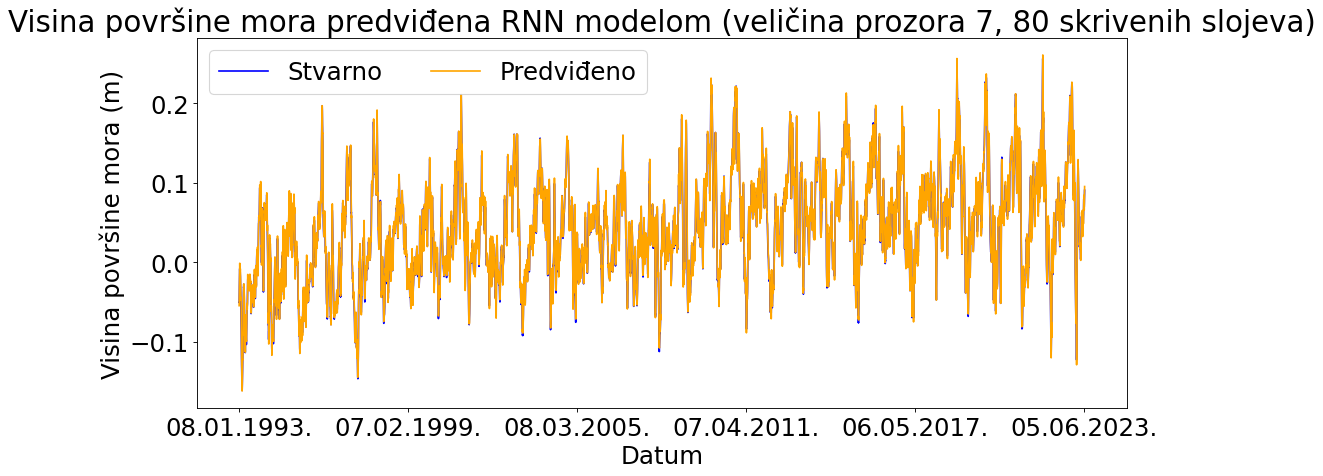 Visina površine mora predviđena RNN modelom (veličina prozora 7, 80 skrivenih slojeva)
Stvarno
Predviđeno
Visina površine mora (m)
0.2
0.1
0.0
−0.1
08.01.1993.
07.02.1999.
08.03.2005.
07.04.2011.
06.05.2017.
05.06.2023.
Datum